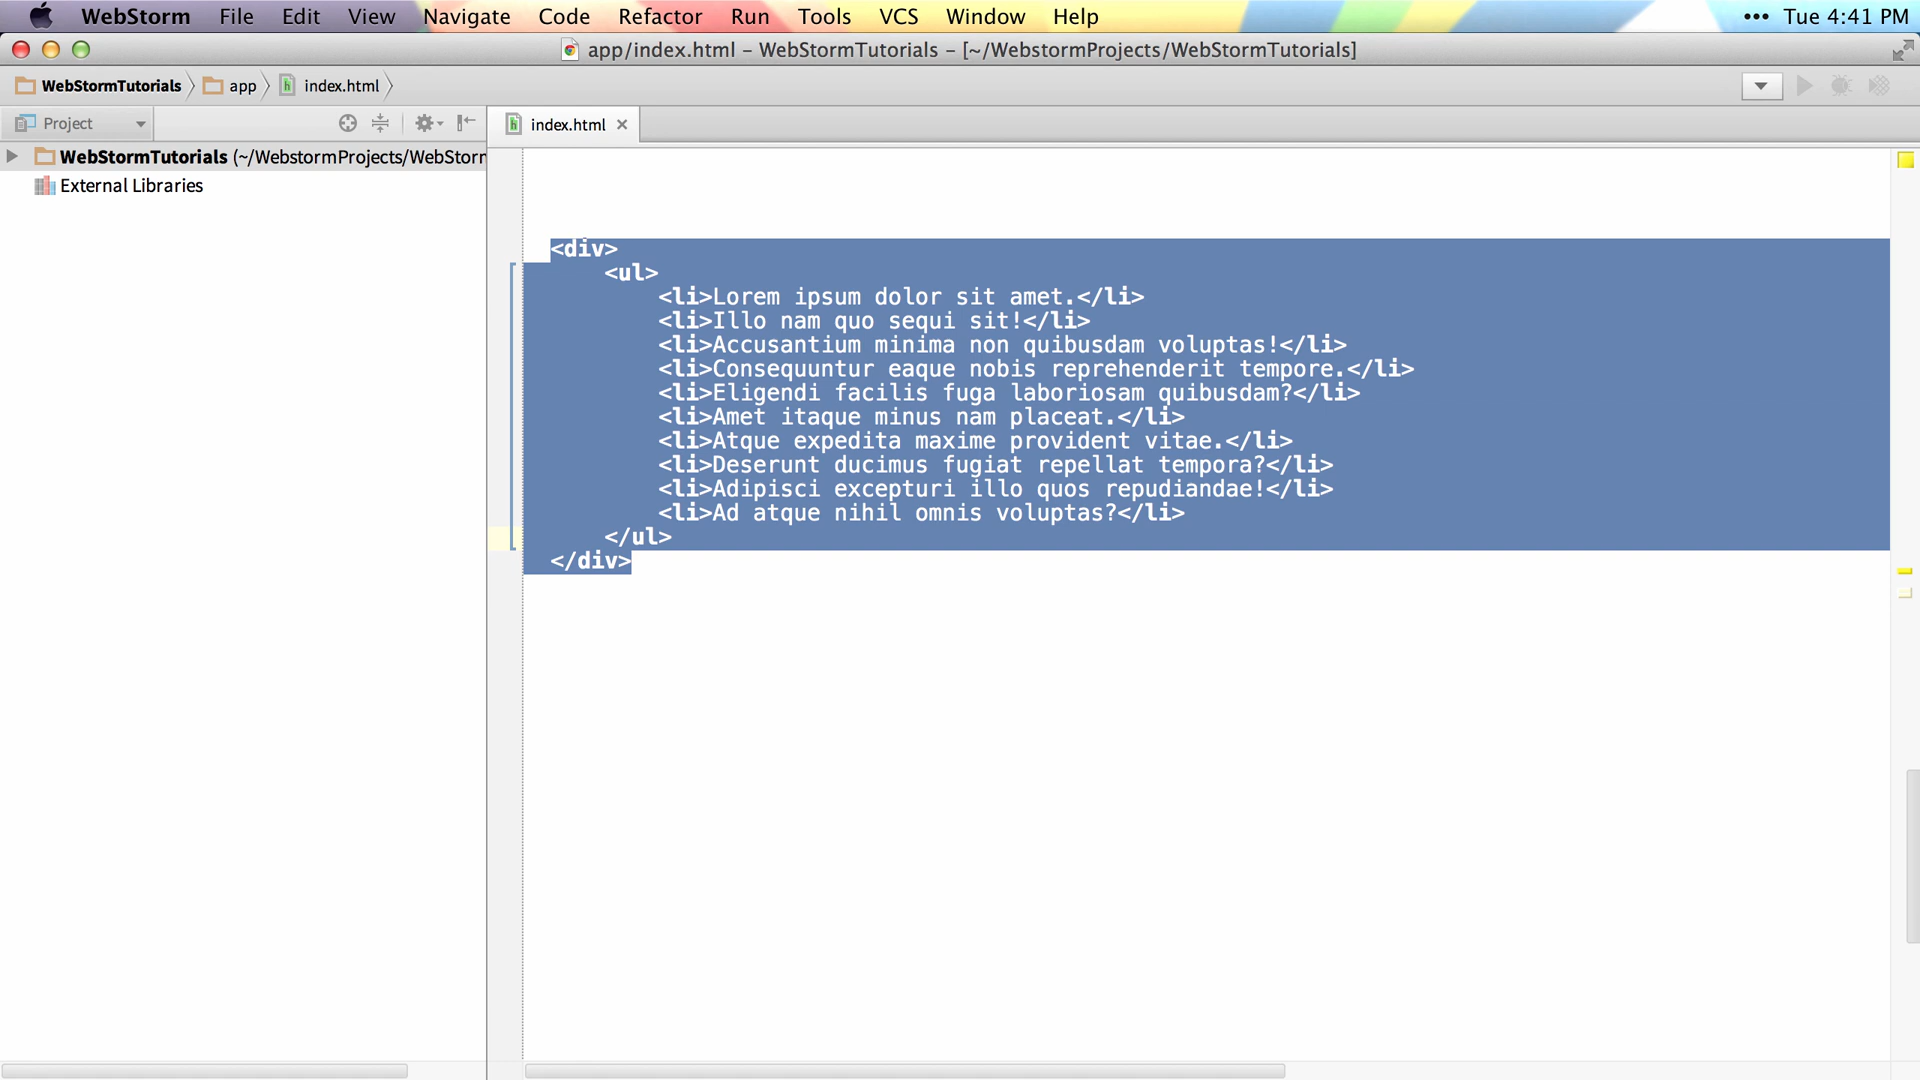 WebStorm File Edit View Navigate Code Refactor Run Tools VCS Window Help ••• Tue 4:41 PM
app/index.html – WebStormTutorials – [~/WebstormProjects/WebStormTutorials]
WebStormTutorials app index.html
Project
index.html
WebStormTutorials (~/WebstormProjects/WebStorm
External Libraries
<div>
<ul>
<li>Lorem ipsum dolor sit amet.</li>
<li>Illo nam quo sequi sit!</li>
<li>Accusantium minima non quibusdam voluptas!</li>
<li>Consequuntur eaque nobis reprehenderit tempore.</li>
<li>Eligendi facilis fuga laboriosam quibusdam?</li>
<li>Amet itaque minus nam placeat.</li>
<li>Atque expedita maxime provident vitae.</li>
<li>Deserunt ducimus fugiat repellat tempora?</li>
<li>Adipisci excepturi illo quos repudiandae!</li>
<li>Ad atque nihil omnis voluptas?</li>
</ul>
</div>